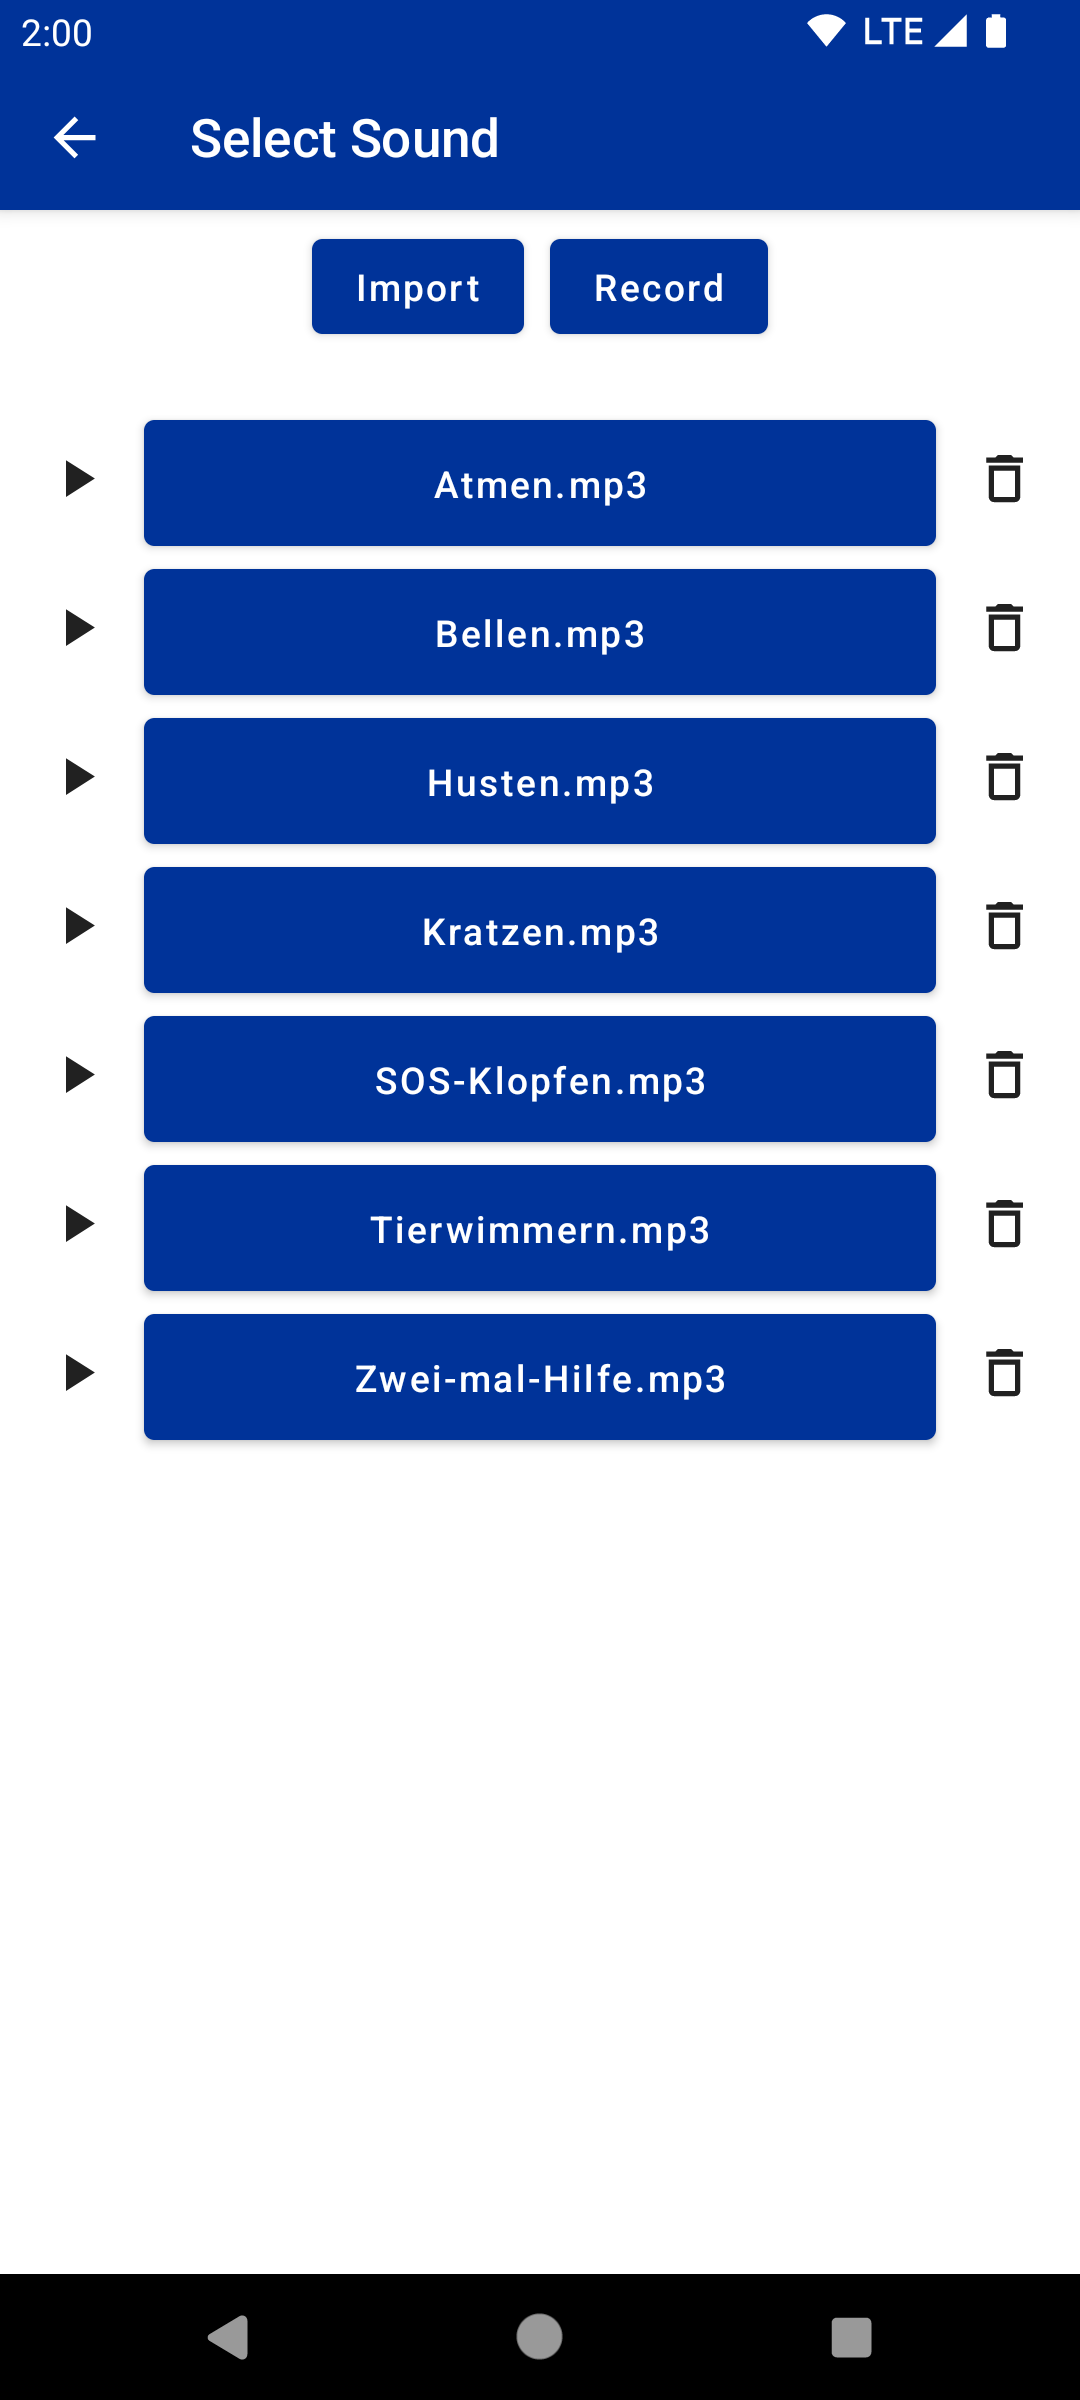 2:00 LTE
Select Sound
Import Record
Atmen.mp3
Bellen.mp3
Husten.mp3
Kratzen.mp3
SOS-Klopfen.mp3
Tierwimmern.mp3
Zwei-mal-Hilfe.mp3